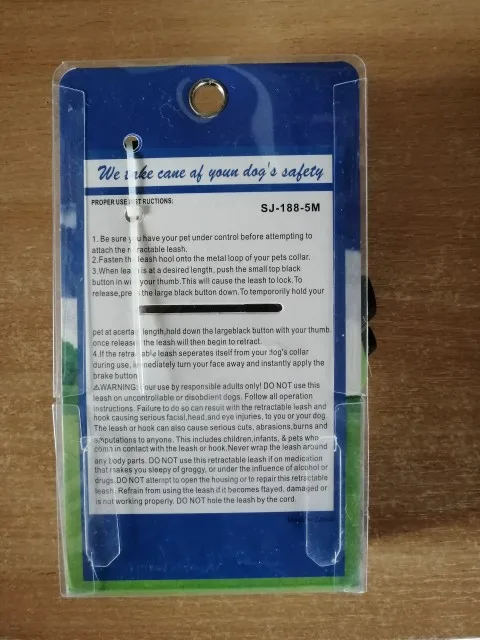 We take cane af youn dog's safety
PROPER USE INSTRUCTIONS:
SJ-188-5M
1. Be sure you have your pet under control before attempting to
attach the retractable leash.
2.Fasten the leash hool onto the metal loop of your pets collar.
3.When leash is at a desired length, push the small top black
button in with your thumb.This will cause the leash to lock.To
release,press the large black button down.To tempororily hold your
pet at acertain length,hold down the largeblack button with your thumb.
once released the leash will then begin to retract.
4.If the retractable leash seperates itself from your dog's collar
during use, immediately turn your face away and instantly apply the
brake button
⚠WARNING: your use by responsible adults only! DO NOT use this
leash on uncontrollable or disobdient dogs. Follow all operation
instructions. Failure to do so can result with the retractable leash and
hook causing serious facial,head,and eye injuries, to you or your dog.
The leash or hook can also cause serious cuts, abrasions,burns and
amputations to anyone. This includes children,infants, & pets who
com in contact with the leash or hook.Never wrap the leash around
any body parts. DO NOT use this retractable leash if on medication
that makes you sleepy of groggy, or under the influence of alcohol or
drugs.DO NOT attempt to open the housing or to repair this retractable
leash. Refrain from using the leash if it becomes ftayed, damaged or
is not working properly. DO NOT hole the leash by the cord.